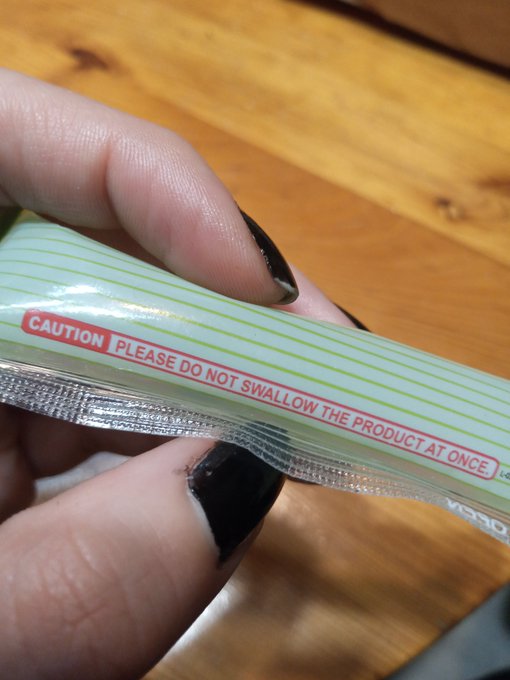 CAUTION PLEASE DO NOT SWALLOW THE PRODUCT AT ONCE.